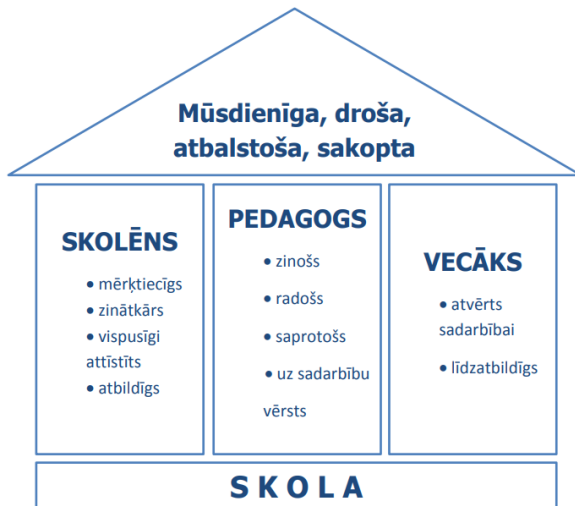 Mūsdienīga, droša,
atbalstoša, sakopta
SKOLĒNS
• mērķtiecīgs
• zinātkārs
• vispusīgi
attīstīts
• atbildīgs
PEDAGOGS
• zinošs
• radošs
• saprotošs
• uz sadarbību
vērsts
VECĀKS
• atvērts
sadarbībai
• līdzatbildīgs
SKOLA